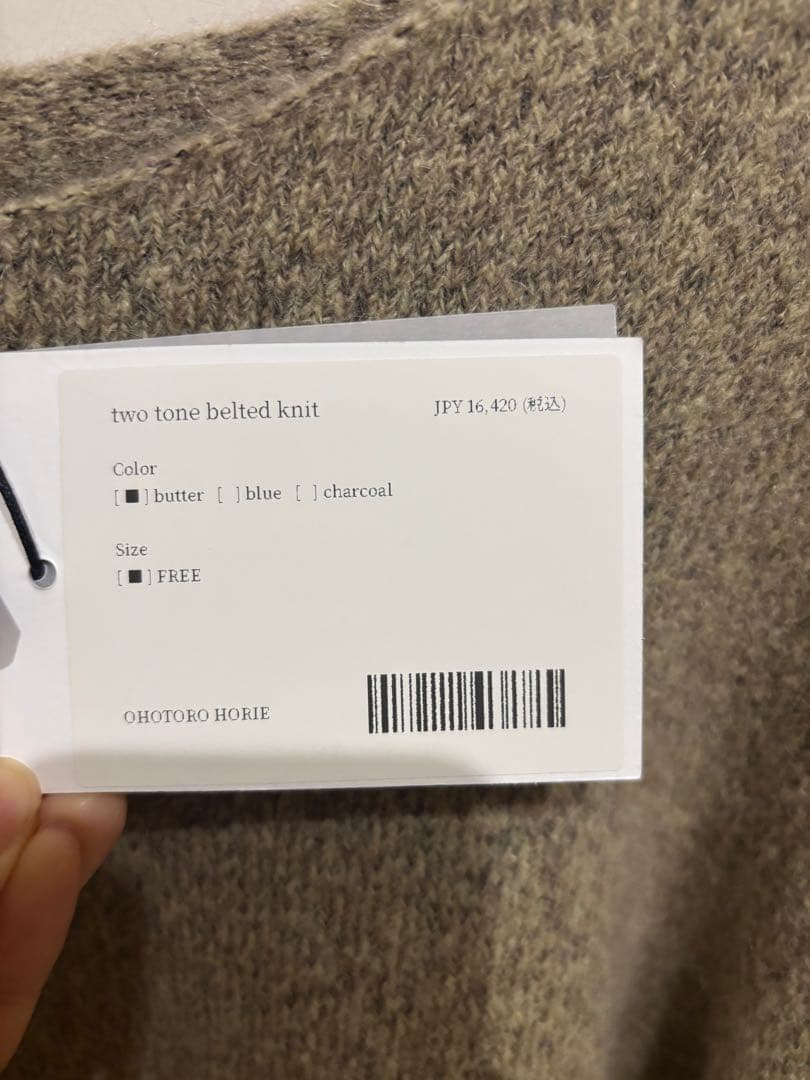 two tone belted knit JPY 16,420 (税込)
Color
[ ■ ] butter [ ] blue [ ] charcoal
Size
[ ■ ] FREE
OHOTORO HORIE